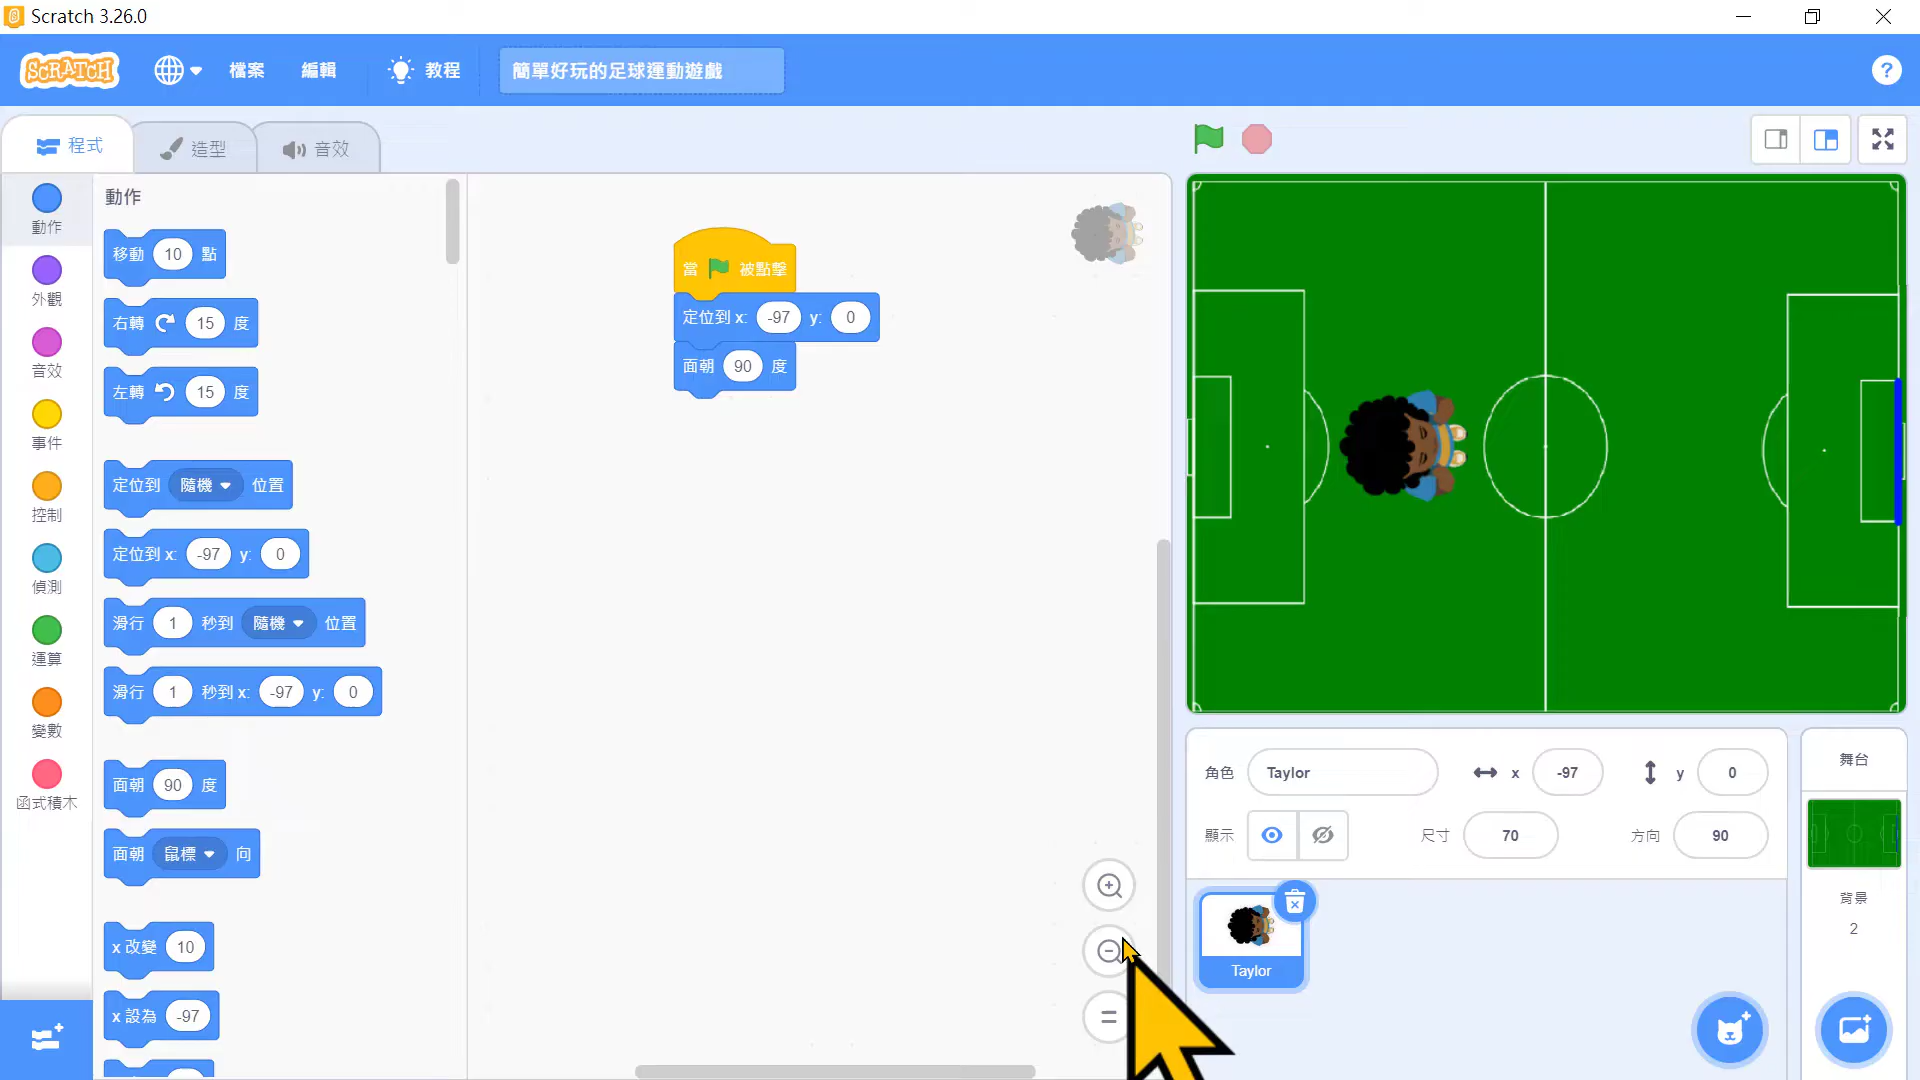 Scratch 3.26.0
SCRATCH 檔案 編輯 教程 簡單好玩的足球運動遊戲 ?
程式 造型 音效
動作
外觀
音效
事件
控制
偵測
運算
變數
函式積木
動作
移動 10 點
右轉 15 度
左轉 15 度
定位到 隨機 位置
定位到 x: -97 y: 0
滑行 1 秒到 隨機 位置
滑行 1 秒到 x: -97 y: 0
面朝 90 度
面朝 鼠標 向
x 改變 10
x 設為 -97
當 被點擊
定位到 x: -97 y: 0
面朝 90 度
角色 Taylor x -97 y 0
顯示 尺寸 70 方向 90
Taylor
舞台
背景
2